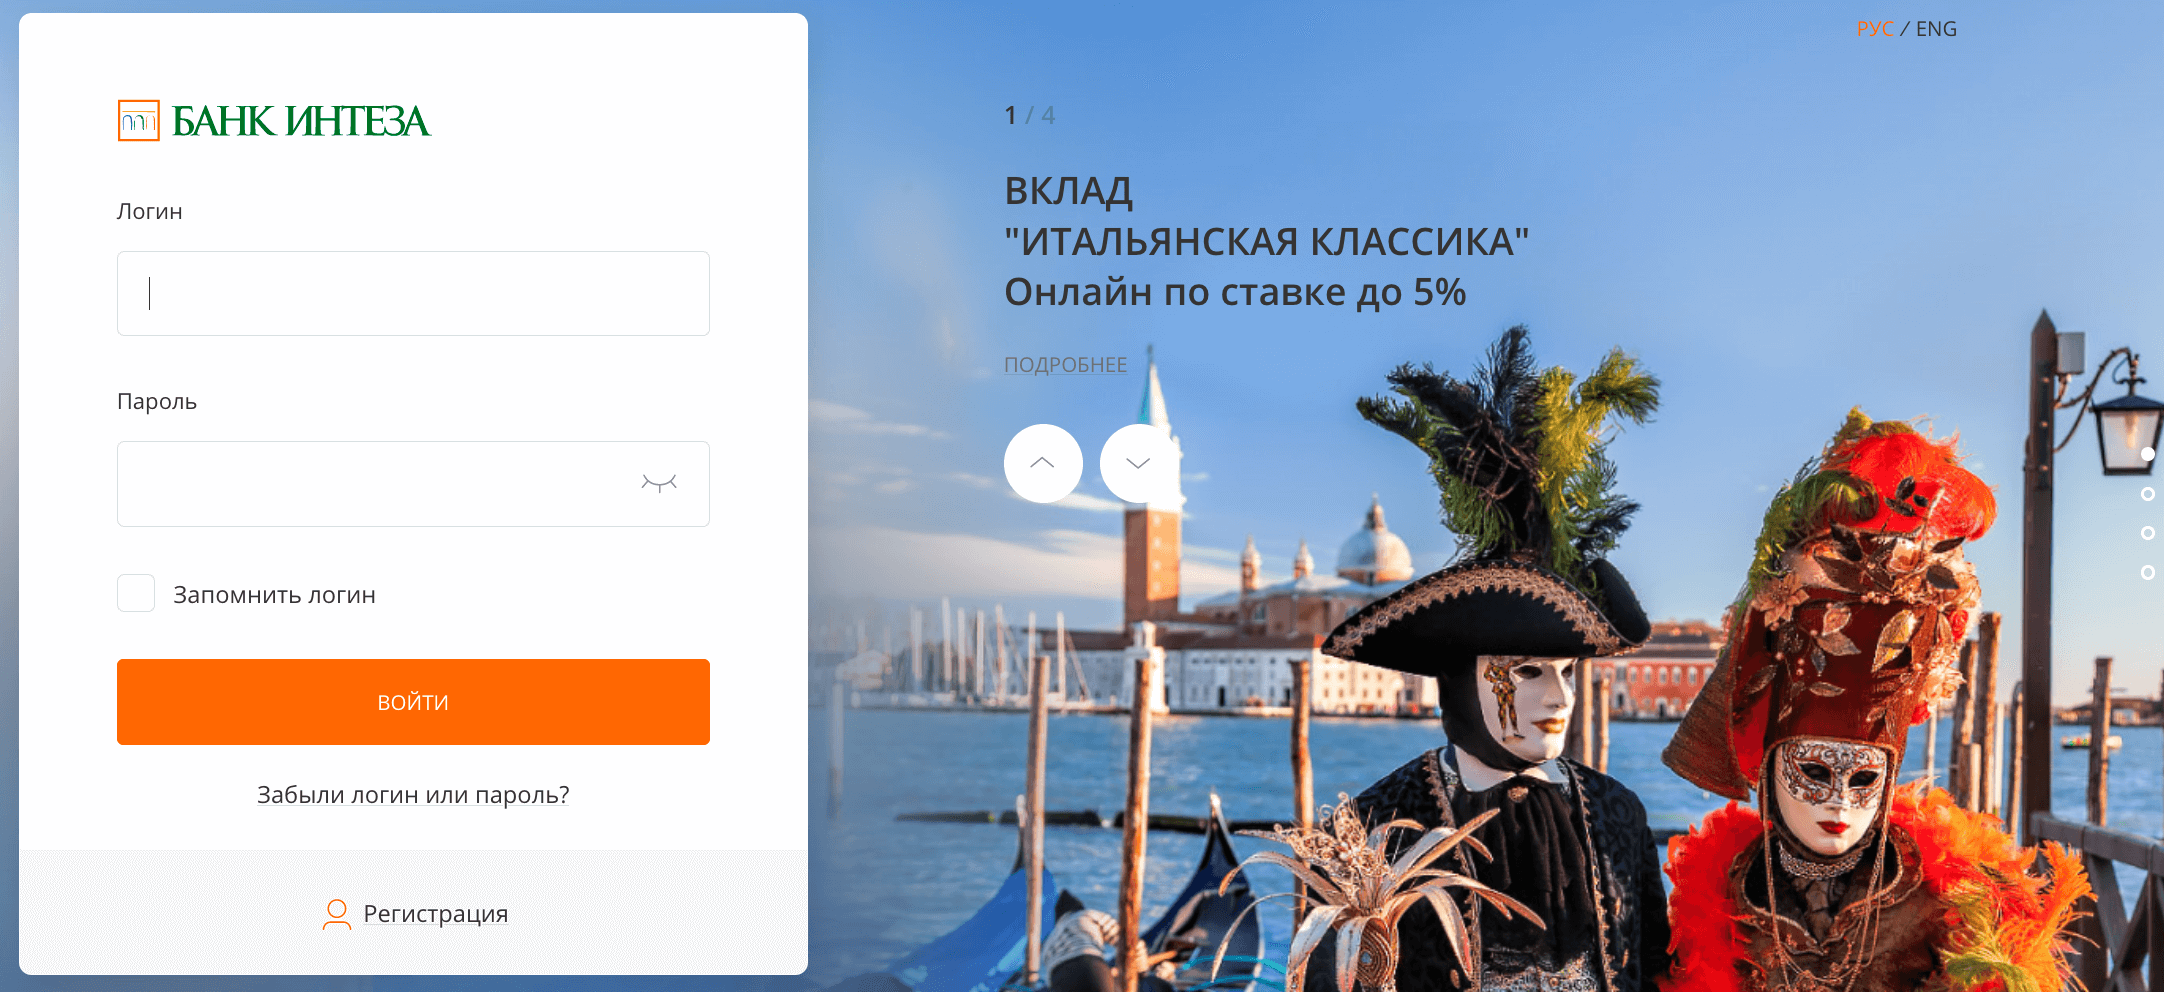 БАНК ИНТЕЗА
Логин
Пароль
Запомнить логин
ВОЙТИ
Забыли логин или пароль?
Регистрация
РУС / ENG
1 / 4
ВКЛАД
"ИТАЛЬЯНСКАЯ КЛАССИКА"
Онлайн по ставке до 5%
ПОДРОБНЕЕ